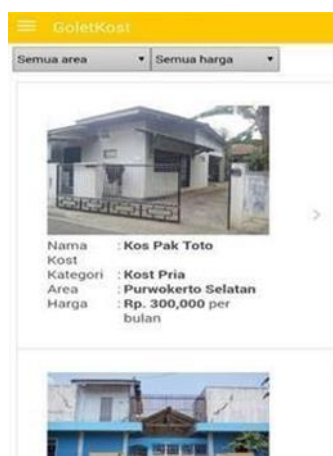 GoletKost
Semua area
Semua harga
Nama Kost : Kos Pak Toto
Kategori : Kost Pria
Area : Purwokerto Selatan
Harga : Rp. 300,000 per bulan